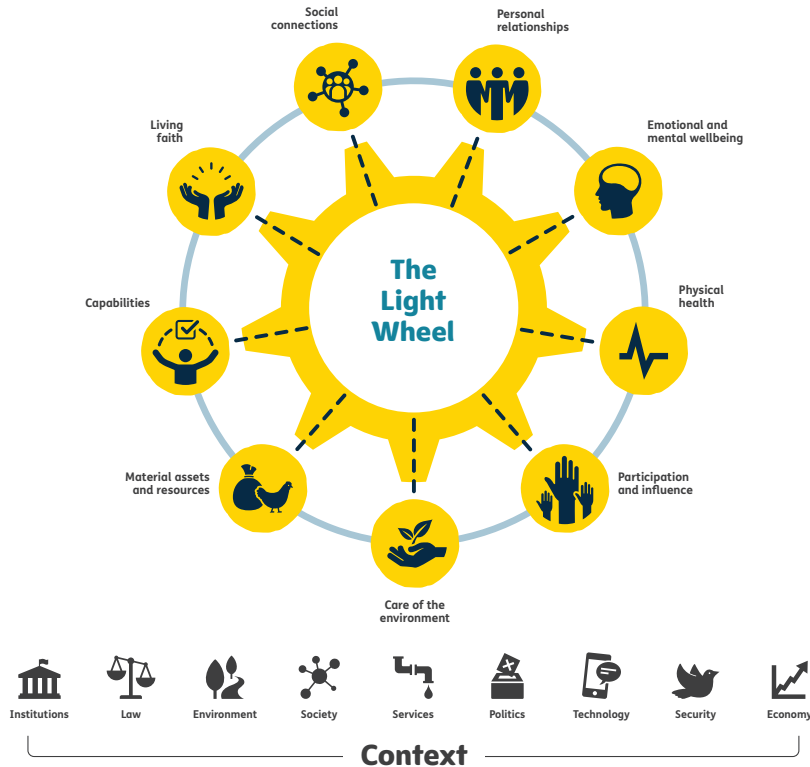 Social
connections
Personal
relationships
Living
faith
Emotional and
mental wellbeing
The
Light
Wheel
Capabilities
Physical
health
Material assets
and resources
Participation
and influence
Care of the
environment
Institutions
Law
Environment
Society
Services
Politics
Technology
Security
Economy
Context